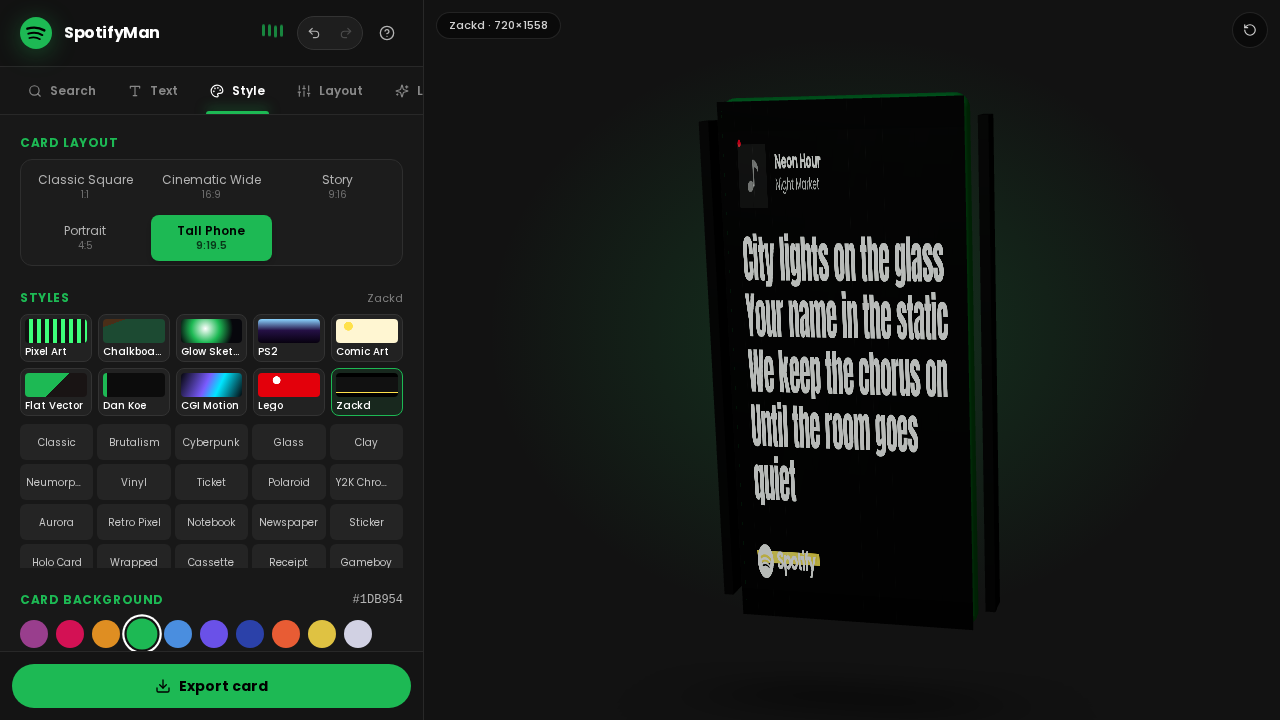 SpotifyMan
Zackd · 720×1558
Search
Text
Style
Layout
L
CARD LAYOUT
Classic Square
1:1
Cinematic Wide
16:9
Story
9:16
Portrait
4:5
Tall Phone
9:19.5
STYLES
Zackd
Pixel Art
Chalkboa...
Glow Sket...
PS2
Comic Art
Flat Vector
Dan Koe
CGI Motion
Lego
Zackd
Classic
Brutalism
Cyberpunk
Glass
Clay
Neumorp...
Vinyl
Ticket
Polaroid
Y2K Chro...
Aurora
Retro Pixel
Notebook
Newspaper
Sticker
Holo Card
Wrapped
Cassette
Receipt
Gameboy
CARD BACKGROUND
#1DB954
Export card
Neon Hour
Night Market
City lights on the glass
Your name in the static
We keep the chorus on
Until the room goes
quiet
Spotify